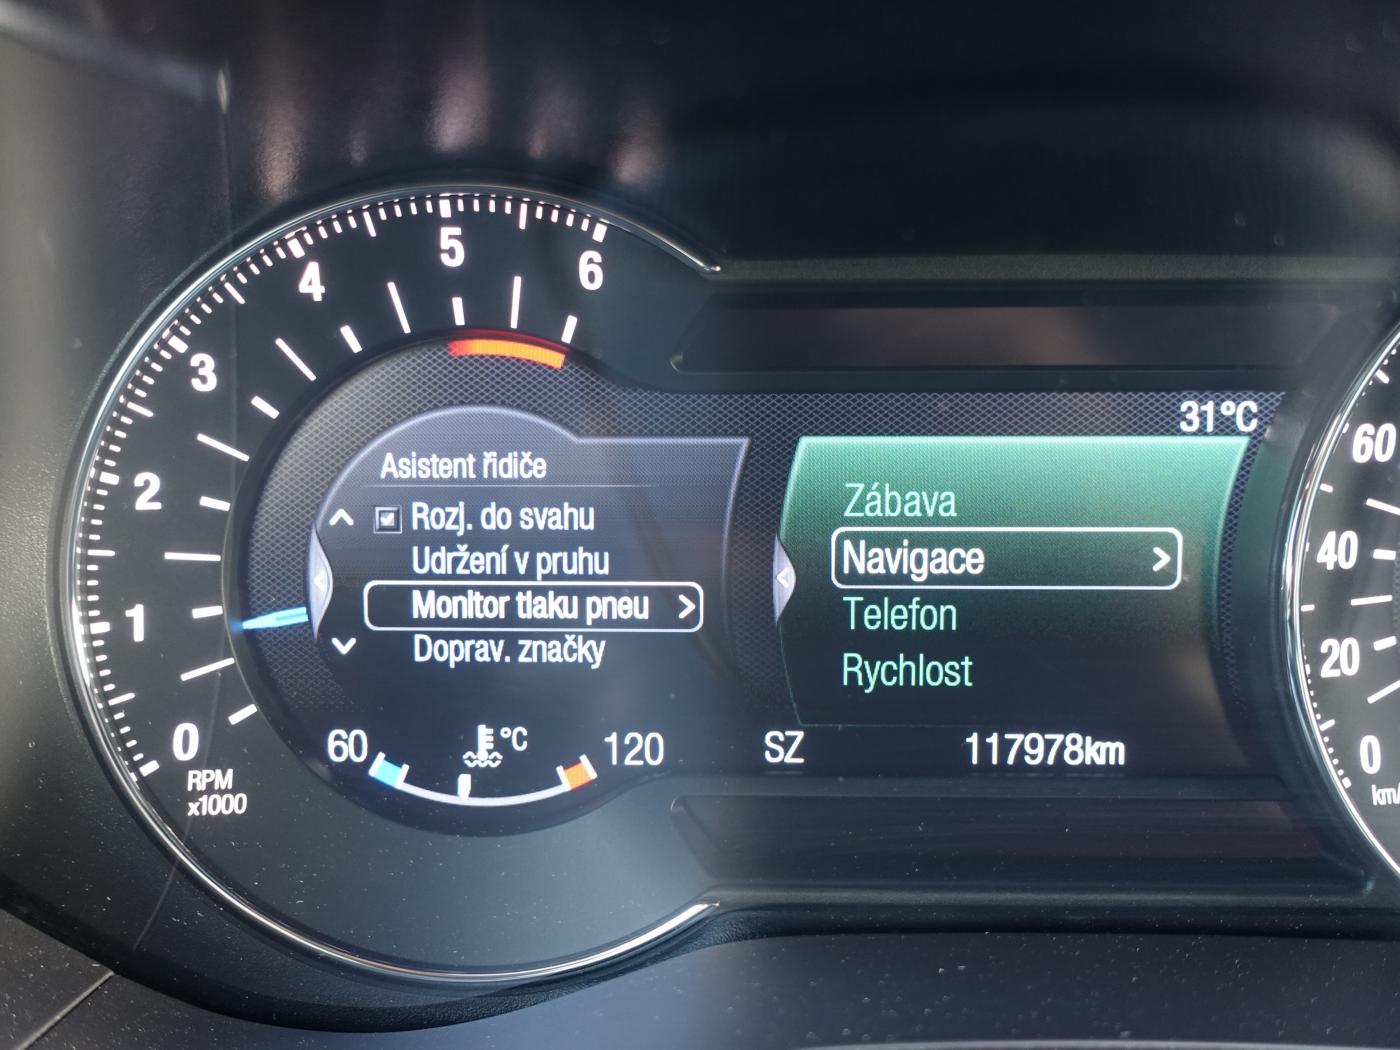 5
4
6
3
2
1
0
RPM
x1000
31°C
Asistent řidiče
Rozj. do svahu
Udržení v pruhu
Monitor tlaku pneu
Doprav. značky
60
°C
120
Zábava
Navigace
Telefon
Rychlost
SZ
117978km
60
40
20
0
km/